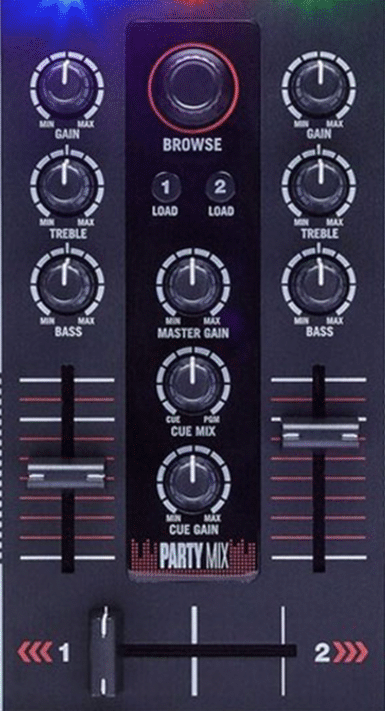 MIN MAX
GAIN
MIN MAX
TREBLE
MIN MAX
BASS
BROWSE
1 2
LOAD LOAD
MIN MAX
MASTER GAIN
CUE PGM
CUE MIX
MIN MAX
CUE GAIN
PARTY MIX
MIN MAX
GAIN
MIN MAX
TREBLE
MIN MAX
BASS
1 2